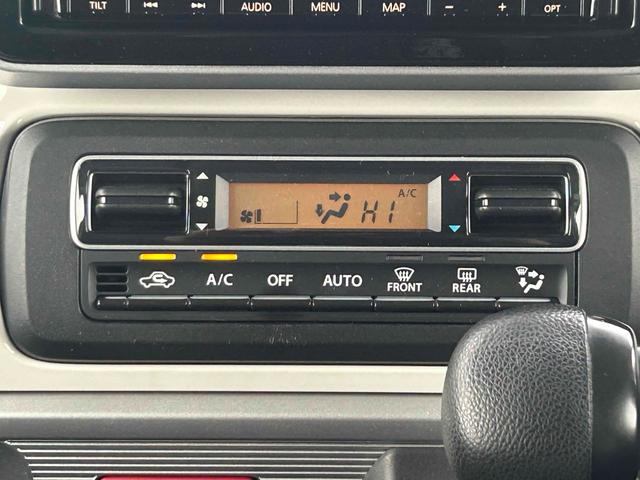 TILT AUDIO MENU MAP − + OPT
A/C
HI
A/C OFF AUTO FRONT REAR